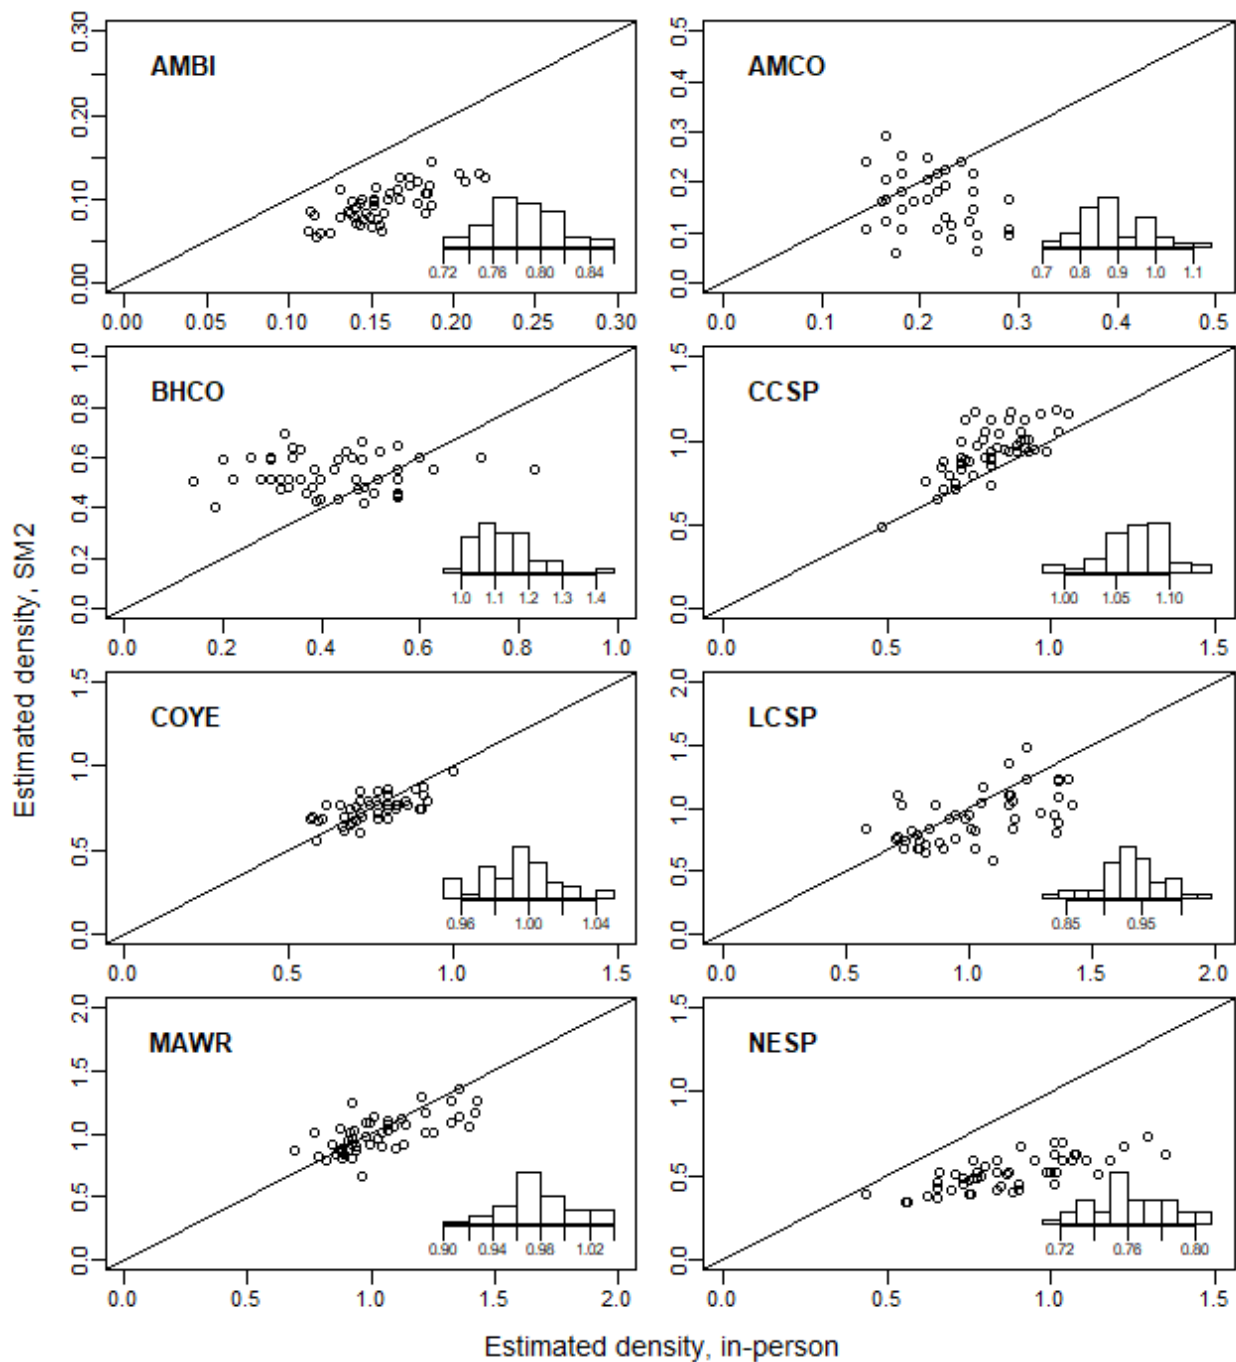 AMBI
0.00 0.10 0.20 0.30
0.72 0.76 0.80 0.84
0.00 0.05 0.10 0.15 0.20 0.25 0.30
AMCO
0.0 0.1 0.2 0.3 0.4 0.5
0.7 0.8 0.9 1.0 1.1
0.0 0.1 0.2 0.3 0.4 0.5
BHCO
0.0 0.2 0.4 0.6 0.8 1.0
1.0 1.1 1.2 1.3 1.4
0.0 0.2 0.4 0.6 0.8 1.0
CCSP
0.0 0.5 1.0 1.5
1.00 1.05 1.10
0.0 0.5 1.0 1.5
Estimated density, SM2
COYE
0.0 0.5 1.0 1.5
0.96 1.00 1.04
0.0 0.5 1.0 1.5
LCSP
0.0 0.5 1.0 1.5 2.0
0.85 0.95
0.0 0.5 1.0 1.5 2.0
MAWR
0.0 0.5 1.0 1.5 2.0
0.90 0.94 0.98 1.02
0.0 0.5 1.0 1.5 2.0
NESP
0.0 0.5 1.0 1.5
0.72 0.76 0.80
0.0 0.5 1.0 1.5
Estimated density, in-person